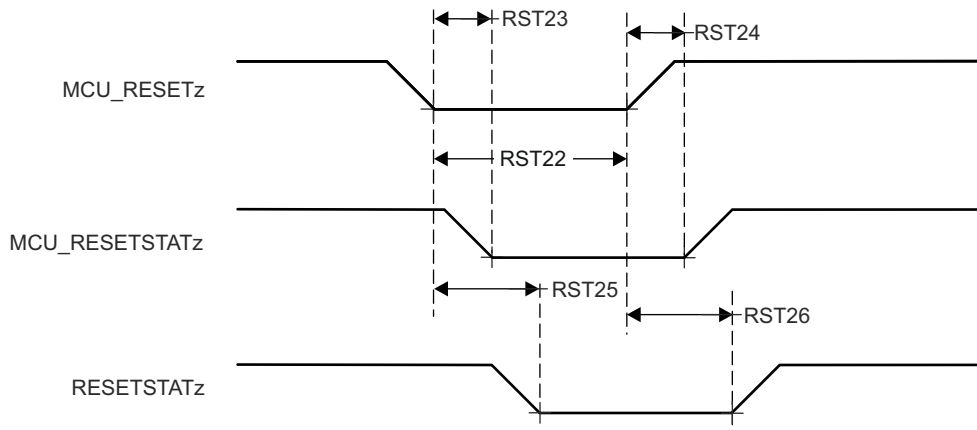 RST23
RST24
MCU_RESETz
RST22
MCU_RESETSTATz
RST25
RST26
RESETSTATz